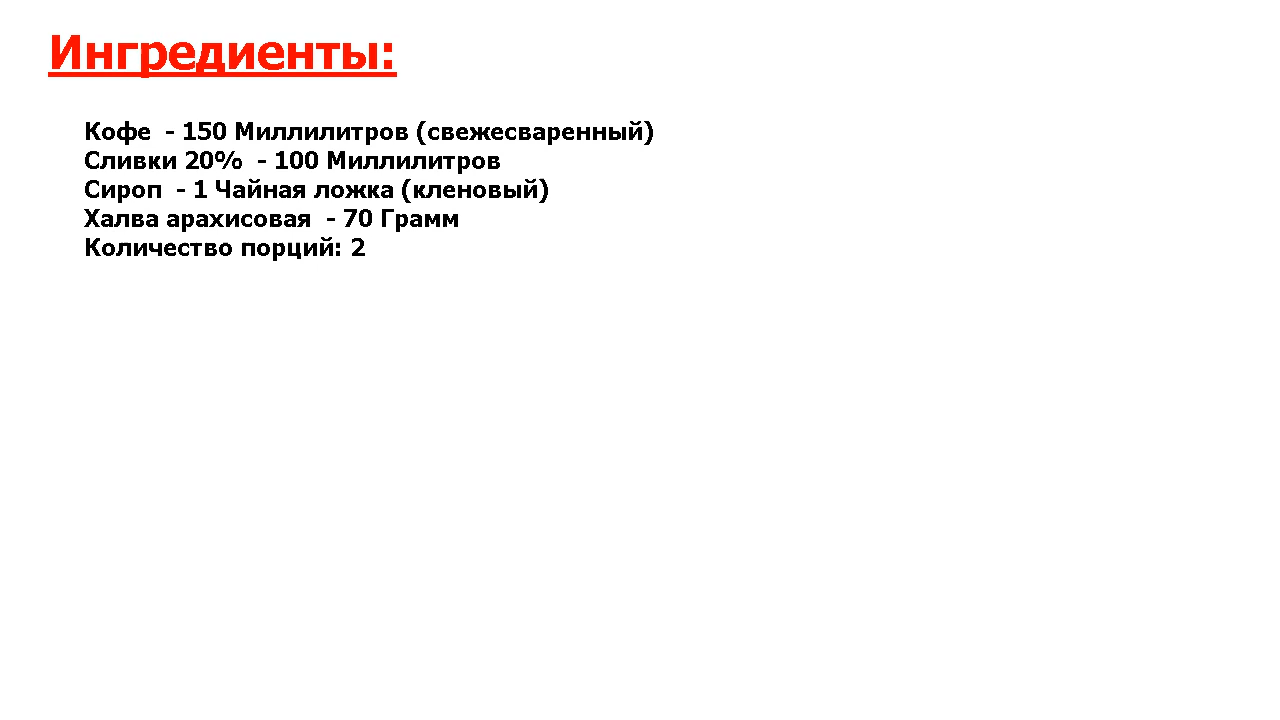 Ингредиенты:
Кофе  - 150 Миллилитров (свежесваренный)
Сливки 20%  - 100 Миллилитров
Сироп  - 1 Чайная ложка (кленовый)
Халва арахисовая  - 70 Грамм
Количество порций: 2